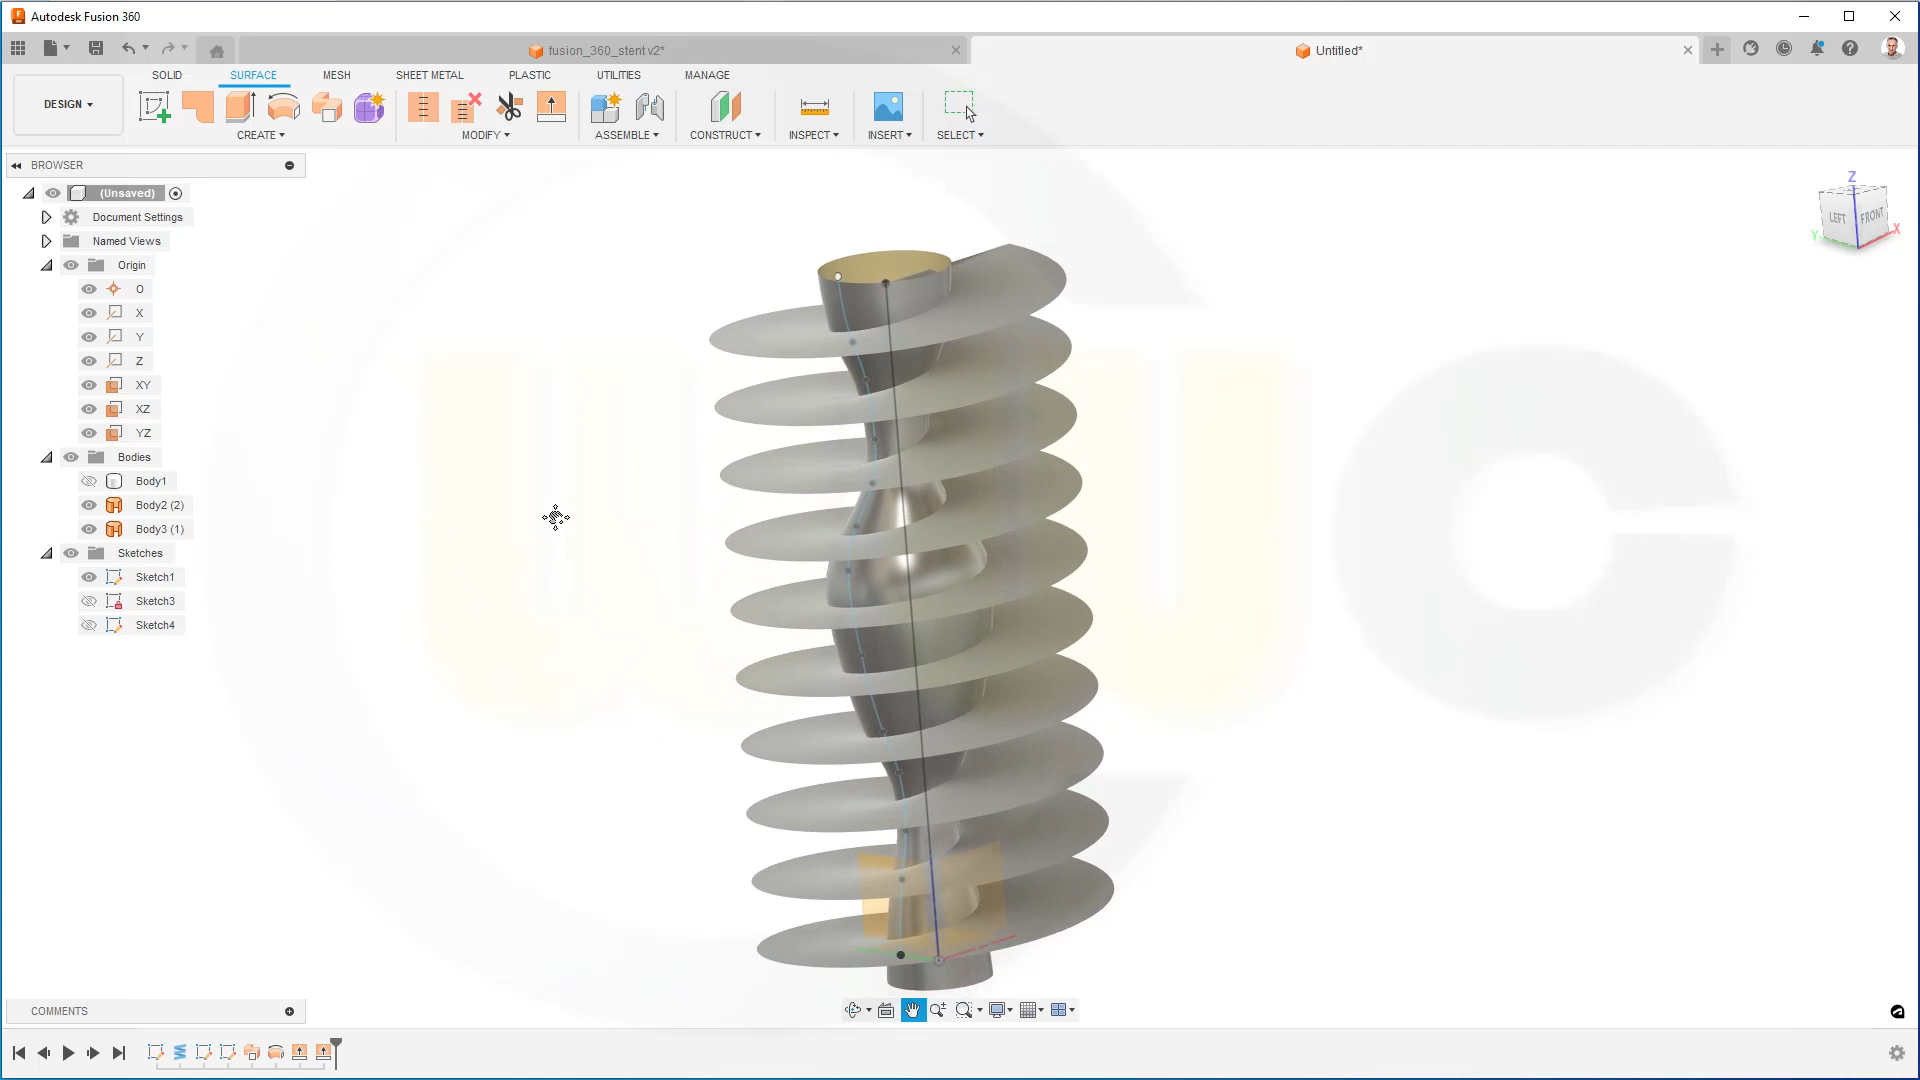 Autodesk Fusion 360
fusion_360_stent v2*
Untitled*
SOLID SURFACE MESH SHEET METAL PLASTIC UTILITIES MANAGE
DESIGN
CREATE MODIFY ASSEMBLE CONSTRUCT INSPECT INSERT SELECT
BROWSER
(Unsaved)
Document Settings
Named Views
Origin
O
X
Y
Z
XY
XZ
YZ
Bodies
Body1
Body2 (2)
Body3 (1)
Sketches
Sketch1
Sketch3
Sketch4
Z
LEFT FRONT
Y X
COMMENTS